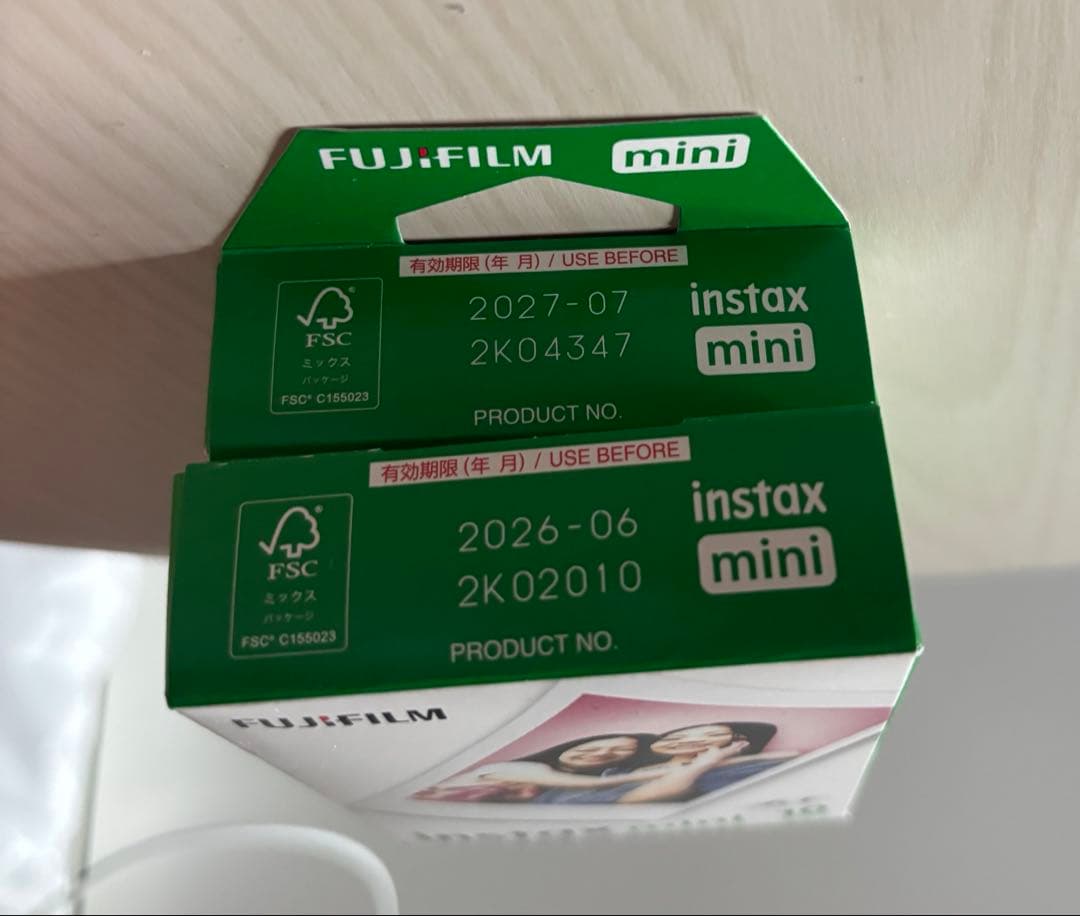 FUJIFILM mini
有効期限 (年 月) / USE BEFORE
FSC®
ミックス
パッケージ
FSC® C155023
2027-07
2K04347
PRODUCT NO.
instax
mini
有効期限 (年 月) / USE BEFORE
FSC®
ミックス
パッケージ
FSC® C155023
2026-06
2K02010
PRODUCT NO.
instax
mini
FUJIFILM